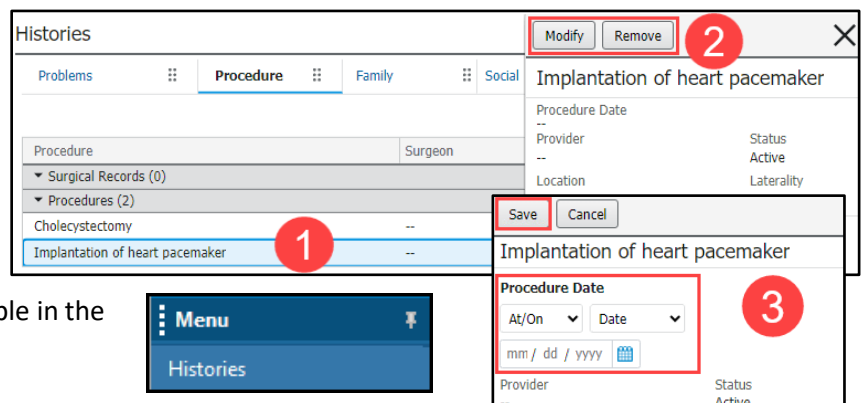 Histories
Problems Procedure Family Social
Procedure Surgeon
Surgical Records (0)
Procedures (2)
Cholecystectomy --
Implantation of heart pacemaker --
1
Modify Remove
2
Implantation of heart pacemaker
Procedure Date
--
Provider Status
-- Active
Location Laterality
Save Cancel
Implantation of heart pacemaker
Procedure Date
At/On Date
3
mm / dd / yyyy
Provider Status
-- Active
in the
Menu
Histories